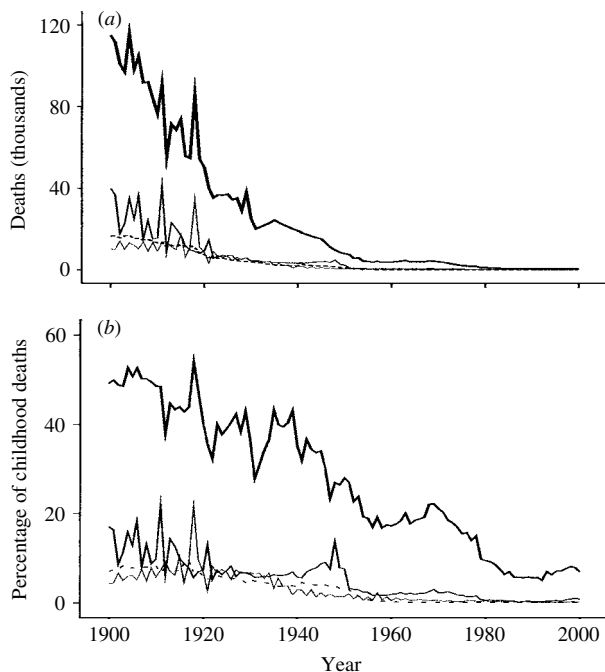 (a)
120
80
40
0
Deaths (thousands)
(b)
60
40
20
0
Percentage of childhood deaths
1900 1920 1940 1960 1980 2000
Year